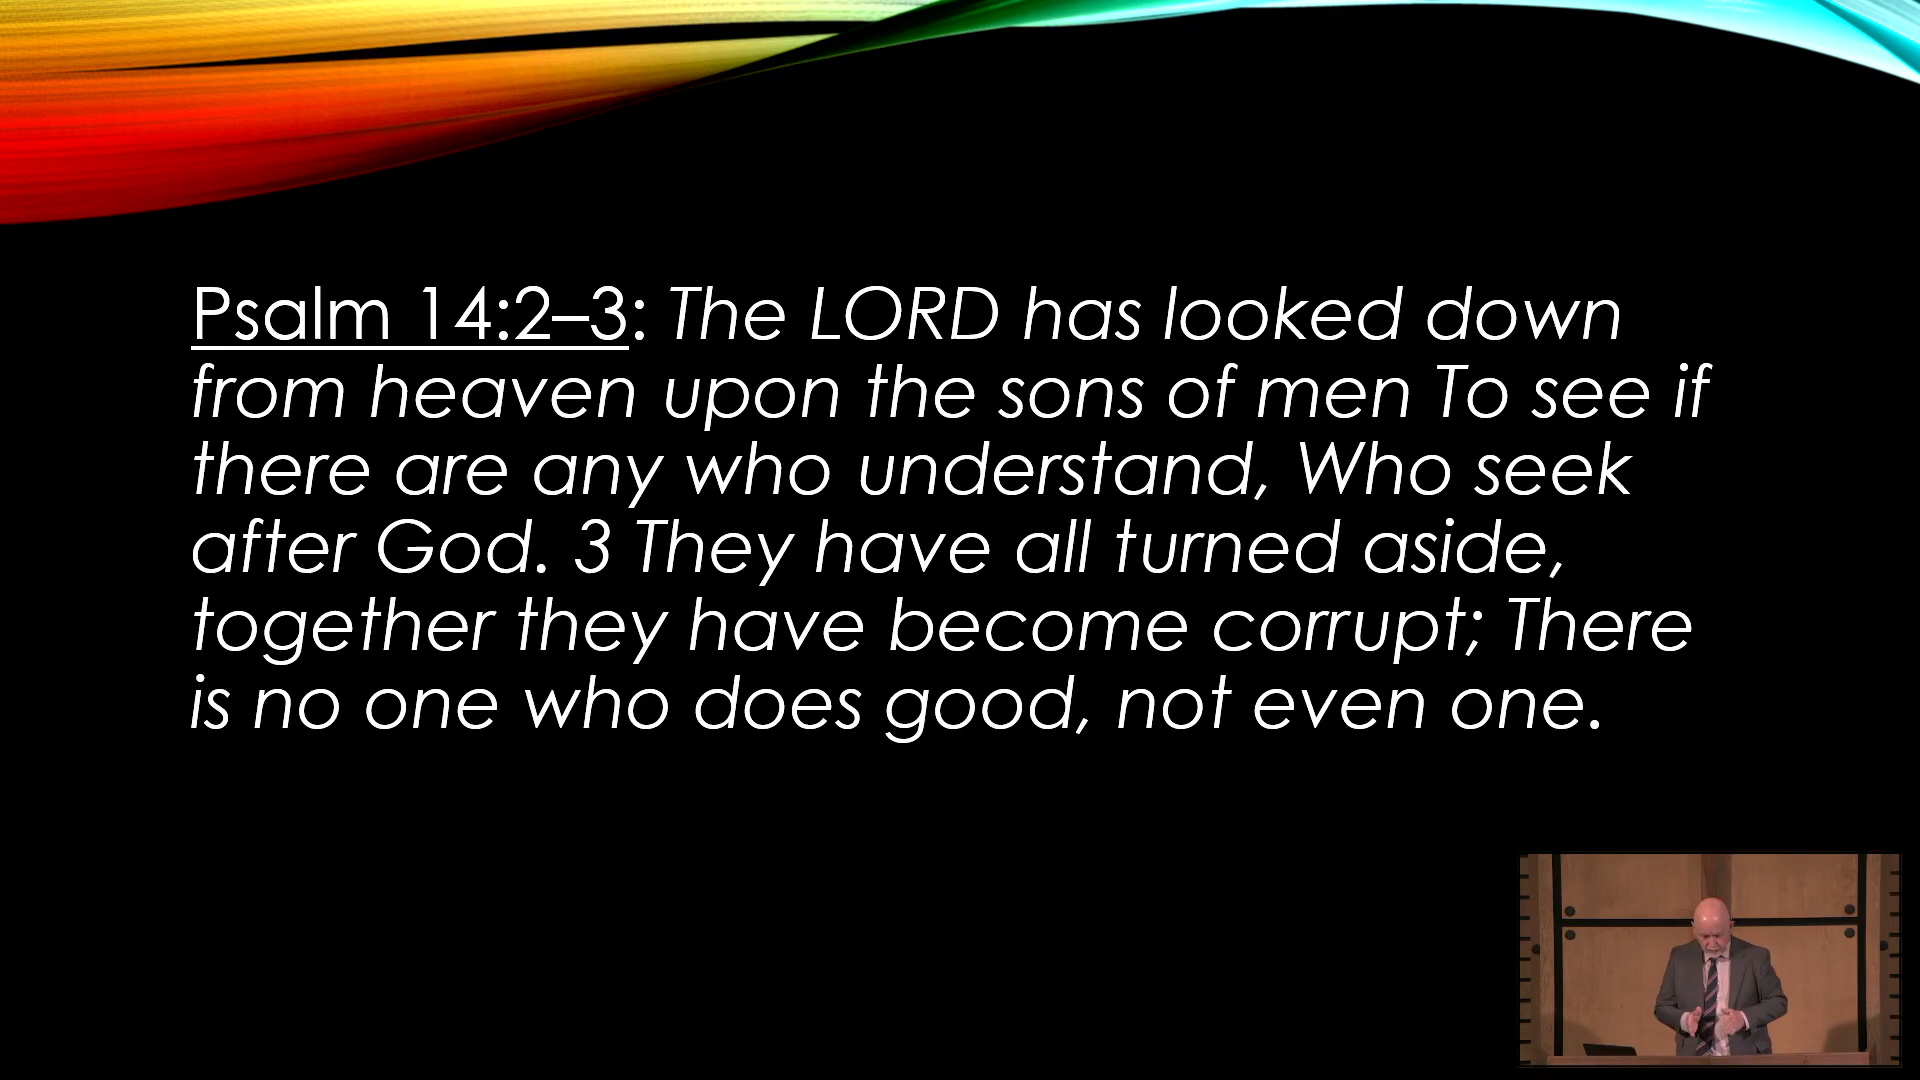 Psalm 14:2–3: The LORD has looked down
from heaven upon the sons of men To see if
there are any who understand, Who seek
after God. 3 They have all turned aside,
together they have become corrupt; There
is no one who does good, not even one.